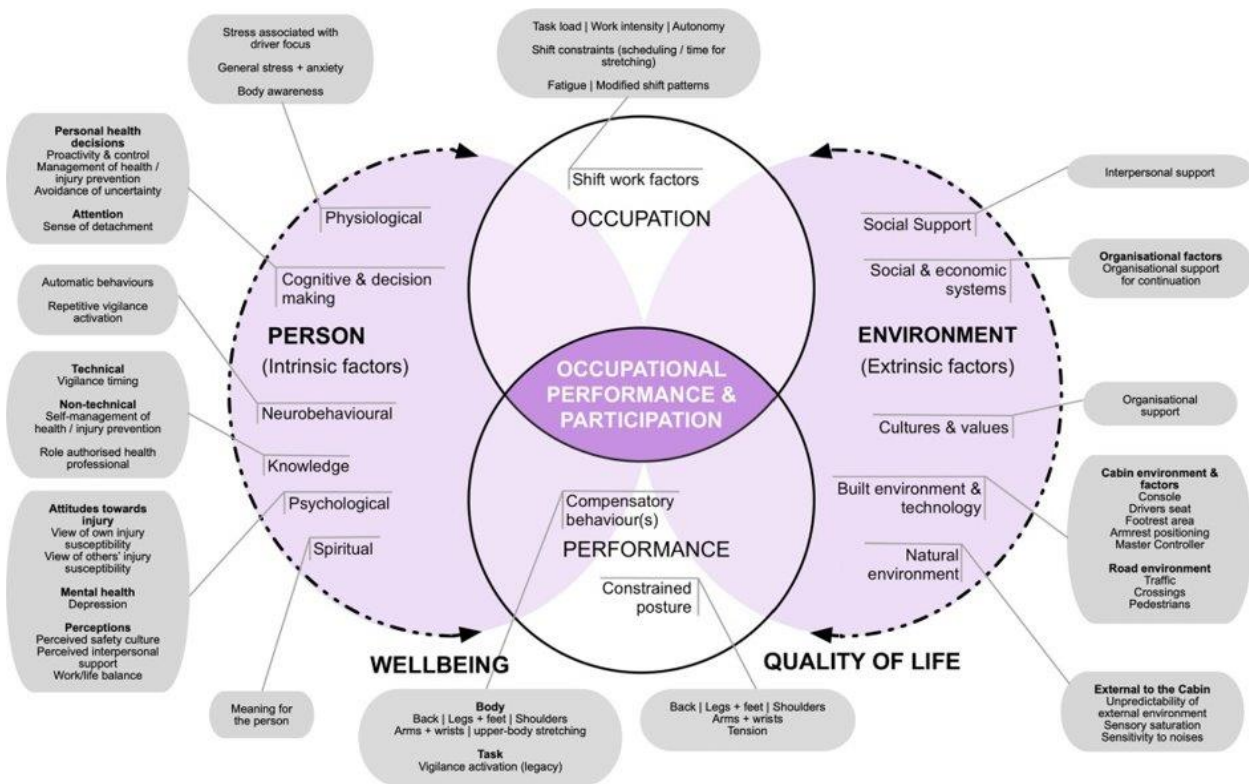 Stress associated with
driver focus
General stress + anxiety
Body awareness
Task load | Work intensity | Autonomy
Shift constraints (scheduling / time for
stretching)
Fatigue | Modified shift patterns
Personal health
decisions
Proactivity & control
Management of health /
injury prevention
Avoidance of uncertainty
Attention
Sense of detachment
Automatic behaviours
Repetitive vigilance
activation
Technical
Vigilance timing
Non-technical
Self-management of
health / injury prevention
Role authorised health
professional
Attitudes towards
injury
View of own injury
susceptibility
View of others' injury
susceptibility
Mental health
Depression
Perceptions
Perceived safety culture
Perceived interpersonal
support
Work/life balance
Meaning for
the person
Physiological
Cognitive & decision
making
PERSON
(Intrinsic factors)
Neurobehavioural
Knowledge
Psychological
Spiritual
WELLBEING
Shift work factors
OCCUPATION
OCCUPATIONAL
PERFORMANCE &
PARTICIPATION
Compensatory
behaviour(s)
PERFORMANCE
Constrained
posture
Body
Back | Legs + feet | Shoulders
Arms + wrists | upper-body stretching
Task
Vigilance activation (legacy)
Back | Legs + feet | Shoulders
Arms + wrists
Tension
Social Support
Social & economic
systems
ENVIRONMENT
(Extrinsic factors)
Cultures & values
Built environment &
technology
Natural
environment
QUALITY OF LIFE
Interpersonal support
Organisational factors
Organisational support
for continuation
Organisational
support
Cabin environment &
factors
Console
Drivers seat
Footrest area
Armrest positioning
Master Controller
Road environment
Traffic
Crossings
Pedestrians
External to the Cabin
Unpredictability of
external environment
Sensory saturation
Sensitivity to noises